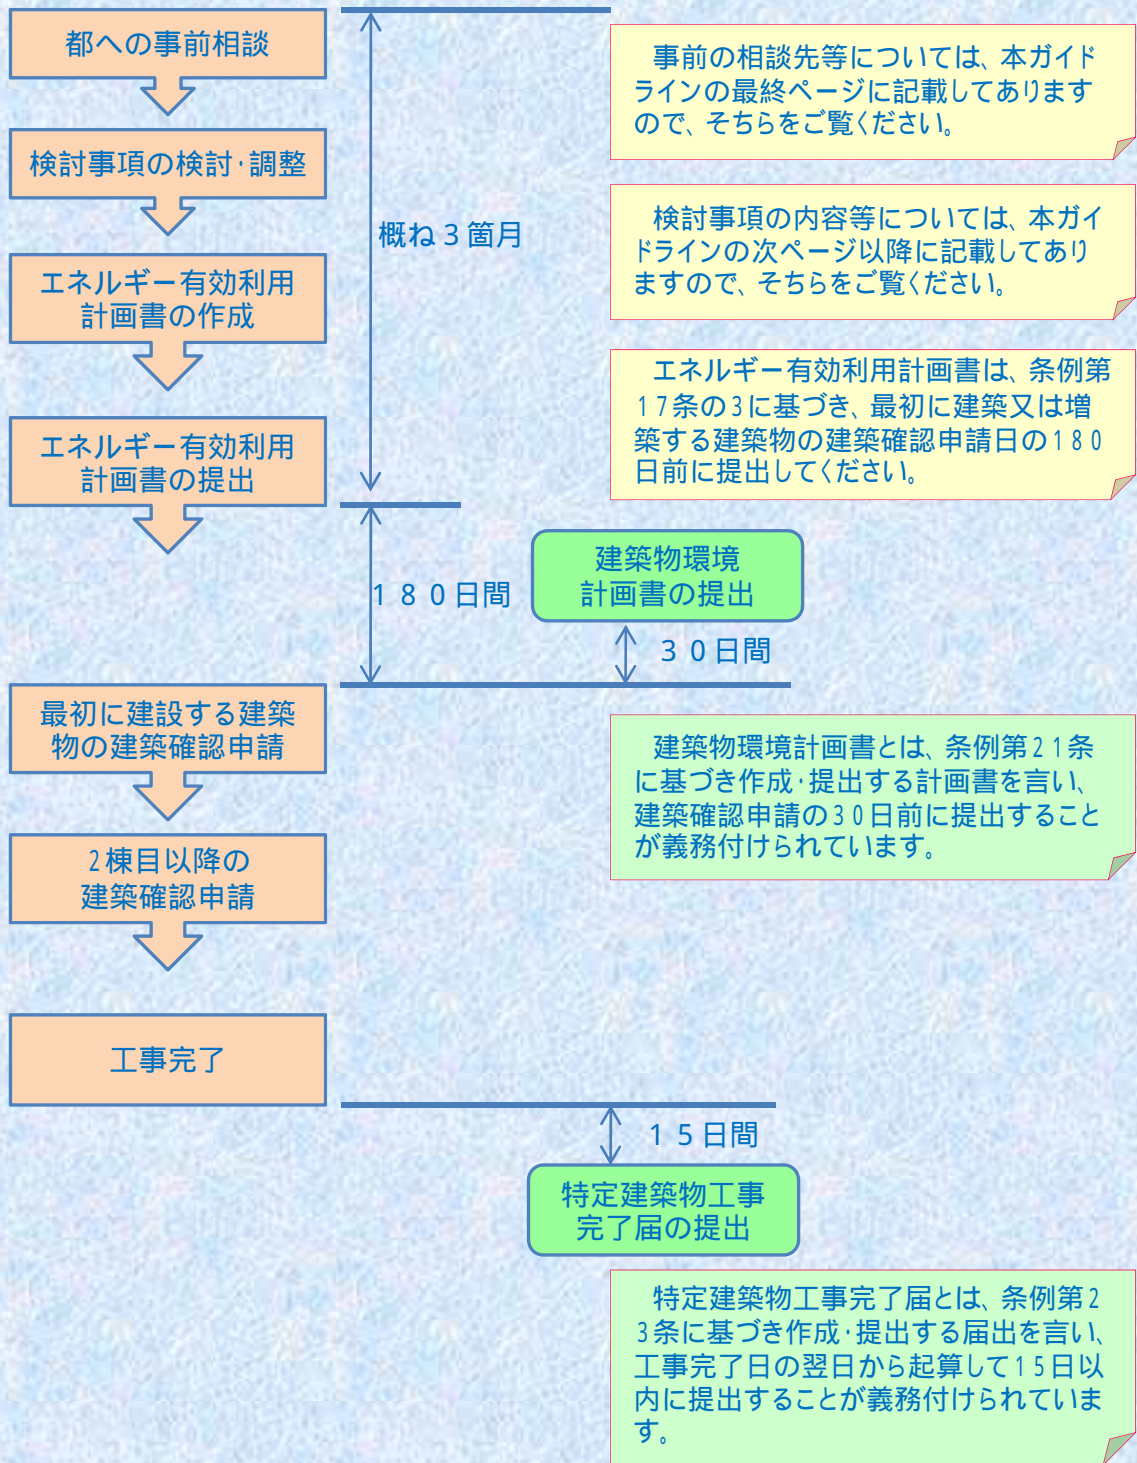 都への事前相談
事前の相談先等については、本ガイド
ラインの最終ページに記載してあります
ので、そちらをご覧ください。
検討事項の検討・調整
概ね３箇月
検討事項の内容等については、本ガイ
ドラインの次ページ以降に記載してあり
ますので、そちらをご覧ください。
エネルギー有効利用
計画書の作成
エネルギー有効利用計画書は、条例第
１７条の３に基づき、最初に建築又は増
築する建築物の建築確認申請日の１８０
日前に提出してください。
エネルギー有効利用
計画書の提出
１８０日間
建築物環境
計画書の提出
３０日間
最初に建設する建築
物の建築確認申請
建築物環境計画書とは、条例第２１条
に基づき作成・提出する計画書を言い、
建築確認申請の３０日前に提出すること
が義務付けられています。
2棟目以降の
建築確認申請
工事完了
１５日間
特定建築物工事
完了届の提出
特定建築物工事完了届とは、条例第２
３条に基づき作成・提出する届出を言い、
工事完了日の翌日から起算して１５日以
内に提出することが義務付けられていま
す。